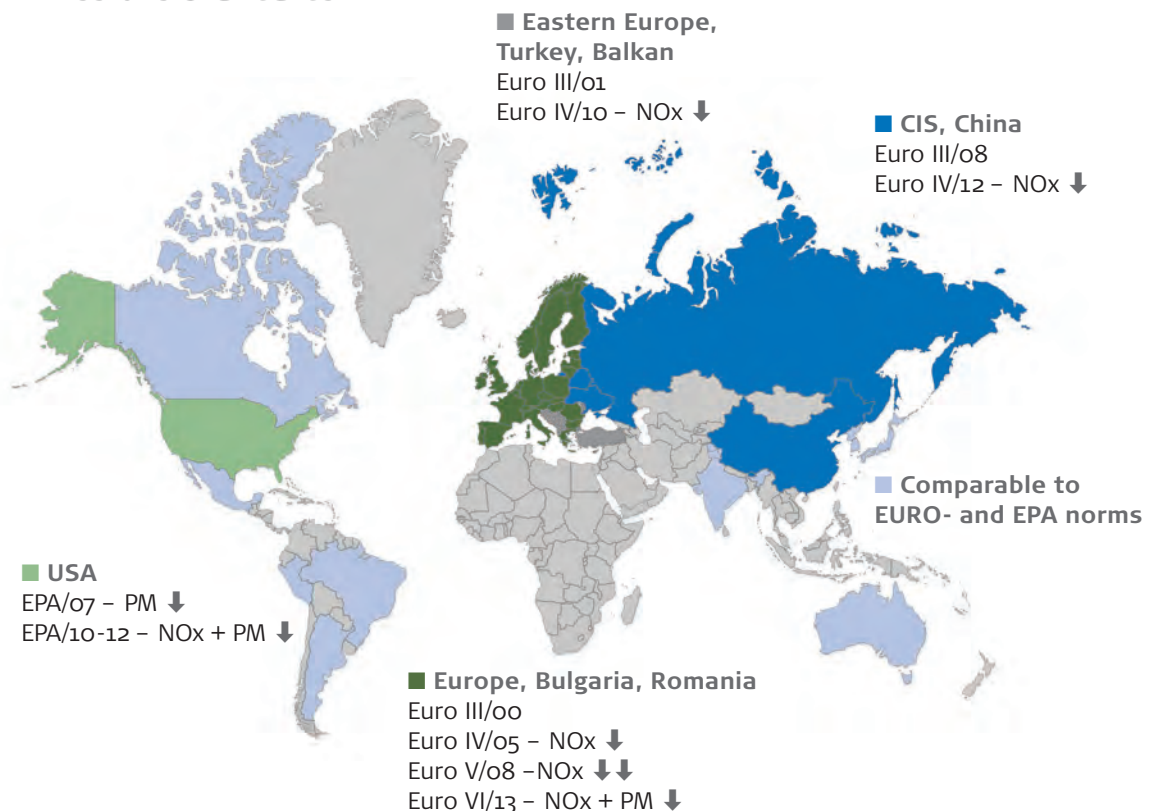 Eastern Europe,
Turkey, Balkan
Euro III/01
Euro IV/10 – NOx ⬇
CIS, China
Euro III/08
Euro IV/12 – NOx ⬇
Comparable to
EURO- and EPA norms
USA
EPA/07 – PM ⬇
EPA/10-12 – NOx + PM ⬇
Europe, Bulgaria, Romania
Euro III/00
Euro IV/05 – NOx ⬇
Euro V/08 –NOx ⬇⬇
Euro VI/13 – NOx + PM ⬇